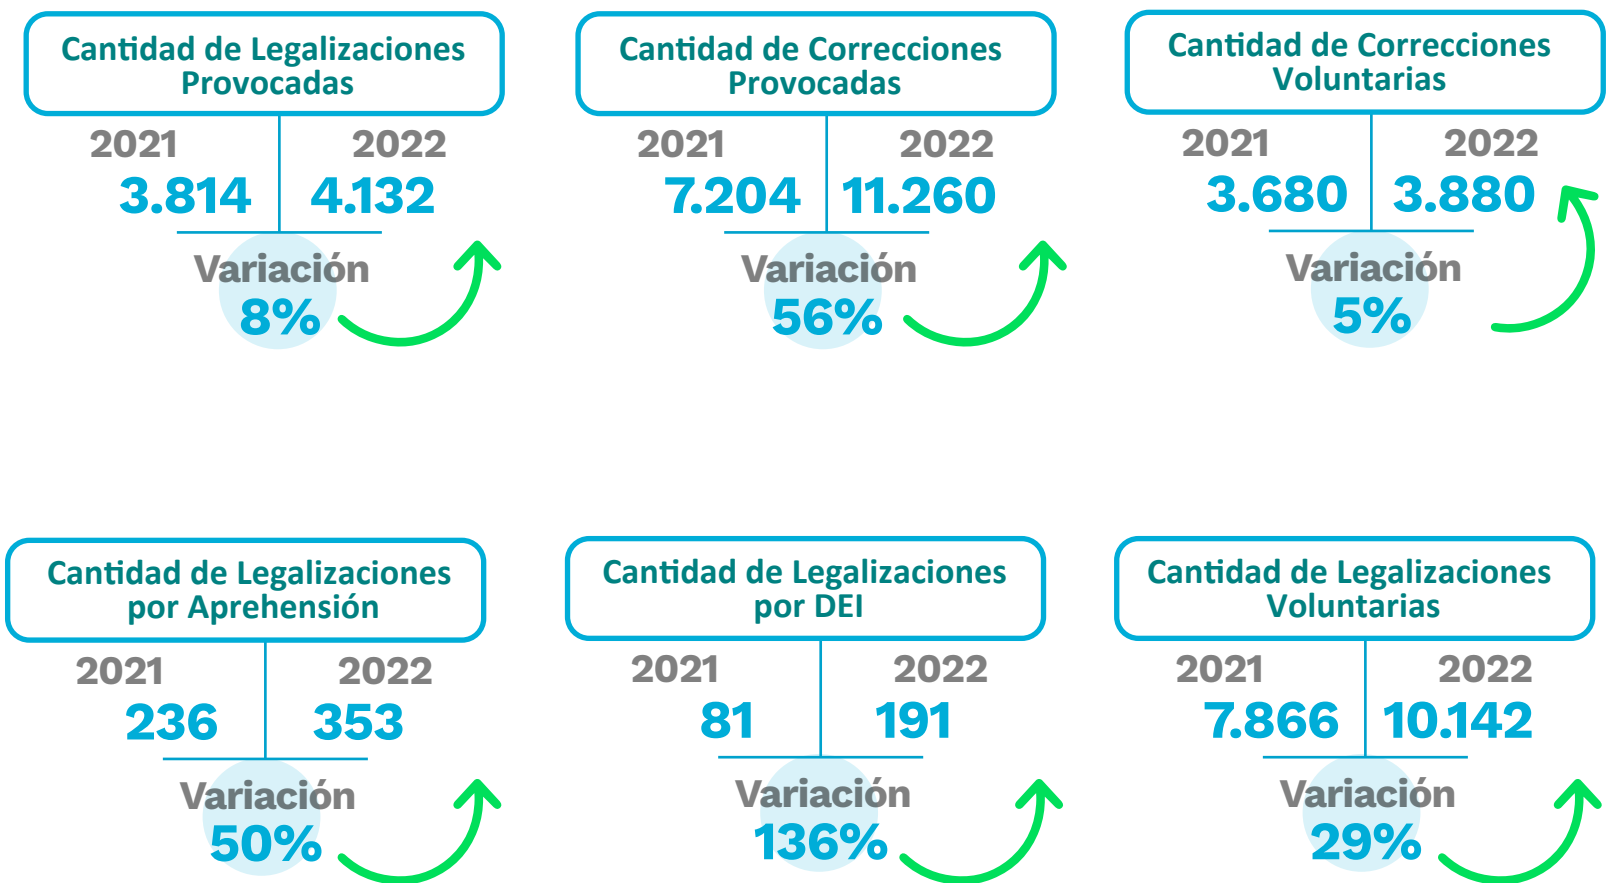 Cantidad de Legalizaciones
Provocadas
2021 2022
3.814 4.132
Variación
8%
Cantidad de Correcciones
Provocadas
2021 2022
7.204 11.260
Variación
56%
Cantidad de Correcciones
Voluntarias
2021 2022
3.680 3.880
Variación
5%
Cantidad de Legalizaciones
por Aprehensión
2021 2022
236 353
Variación
50%
Cantidad de Legalizaciones
por DEI
2021 2022
81 191
Variación
136%
Cantidad de Legalizaciones
Voluntarias
2021 2022
7.866 10.142
Variación
29%